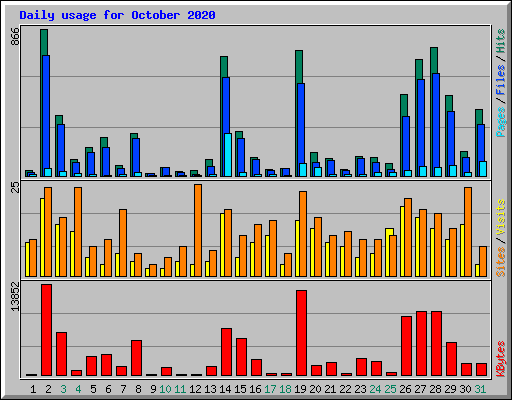 Daily usage for October 2020
866
Pages / Files / Hits
25
Sites / Visits
13852
KBytes
1 2 3 4 5 6 7 8 9 10 11 12 13 14 15 16 17 18 19 20 21 22 23 24 25 26 27 28 29 30 31